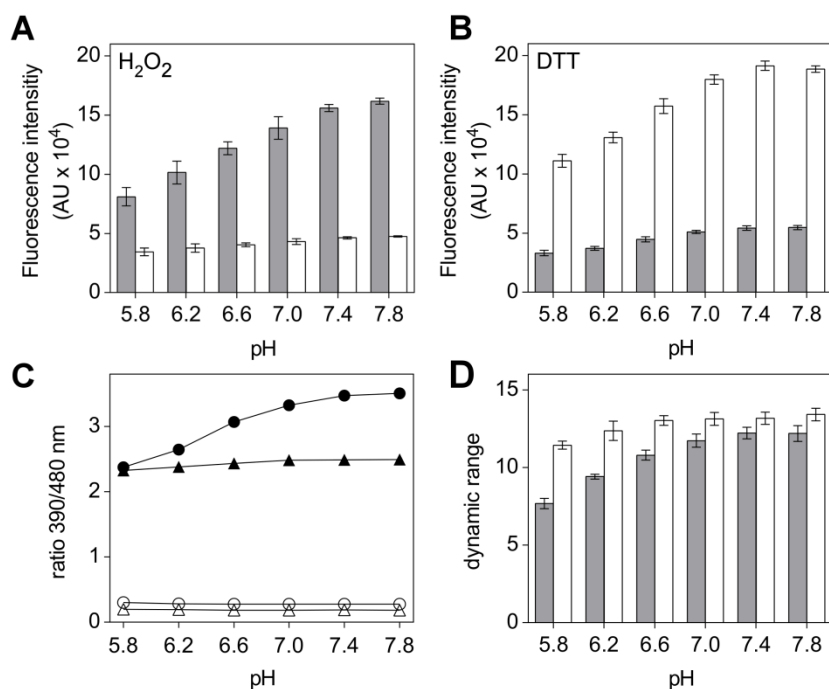 A
H2O2
Fluorescence intensitiy
(AU x 10⁴)
20
15
10
5
0
5.8 6.2 6.6 7.0 7.4 7.8
pH
B
DTT
Fluorescence intensitiy
(AU x 10⁴)
20
15
10
5
0
5.8 6.2 6.6 7.0 7.4 7.8
pH
C
ratio 390/480 nm
3
2
1
0
5.8 6.2 6.6 7.0 7.4 7.8
pH
D
dynamic range
15
10
5
0
5.8 6.2 6.6 7.0 7.4 7.8
pH